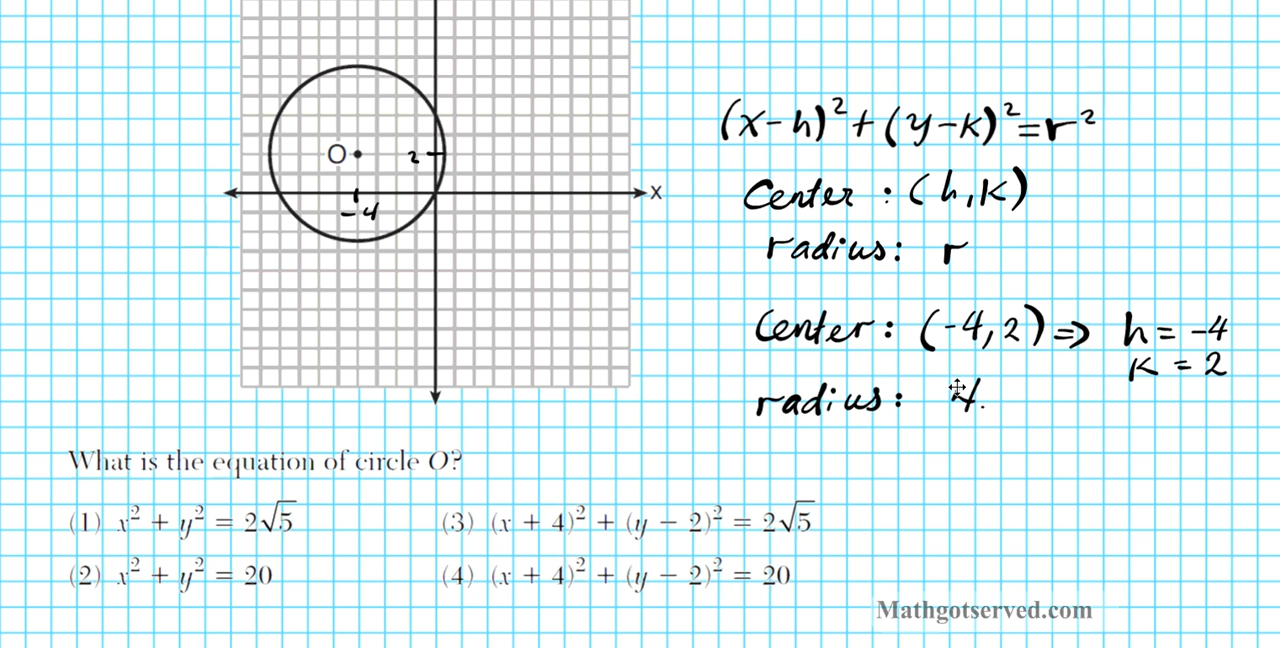 (x-h)²+(y-k)²=r²
Center : (h,k)
radius: r
O
2
x
-4
Center: (-4,2)⇒ h = -4
k = 2
radius: 4.
What is the equation of circle O?
(1) x² + y² = 2√5
(3) (x + 4)² + (y − 2)² = 2√5
(2) x² + y² = 20
(4) (x + 4)² + (y − 2)² = 20
Mathgotserved.com